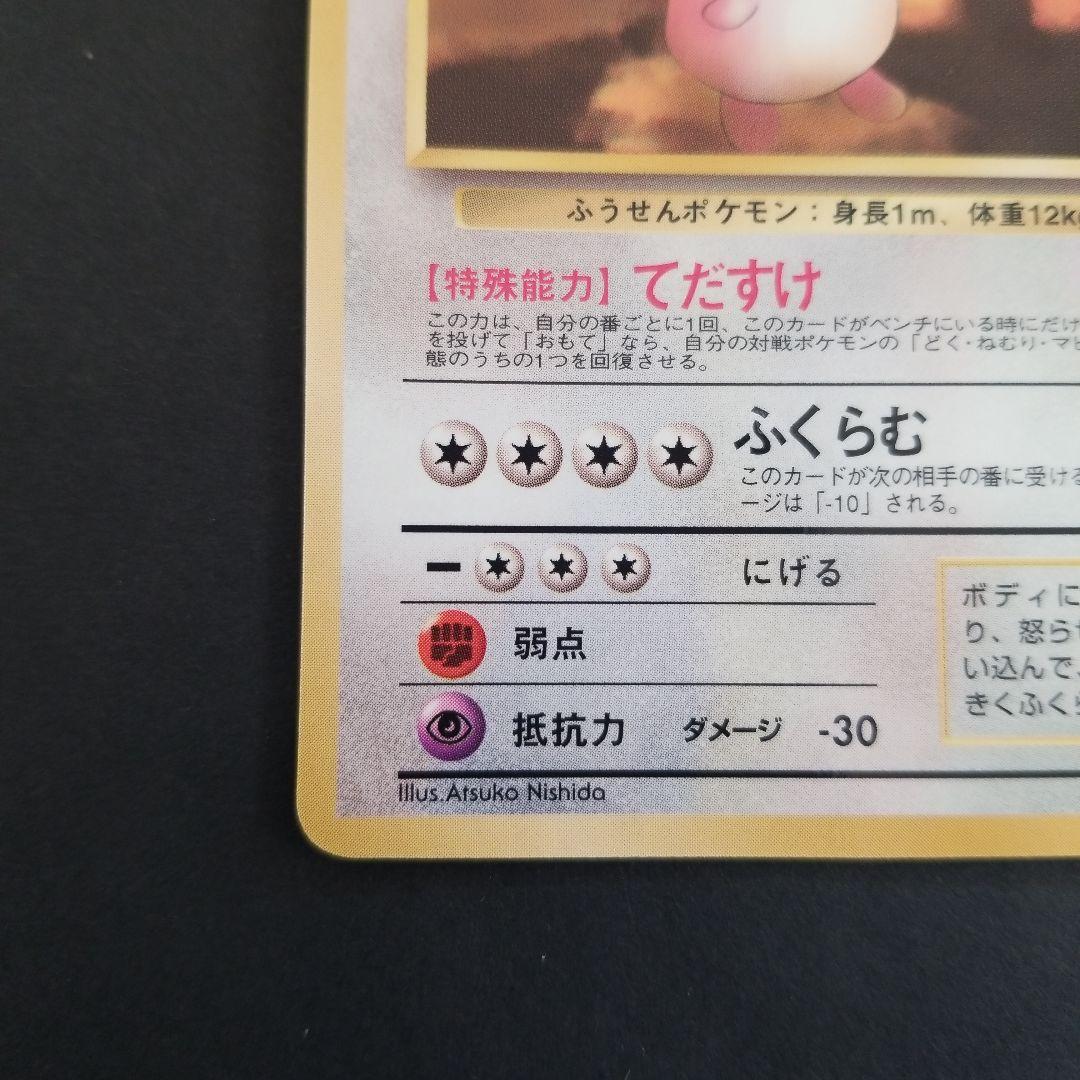 ふうせんポケモン：身長1m、体重12kg
【特殊能力】てだすけ
この力は、自分の番ごとに1回、このカードがベンチにいる時にだけ
を投げて「おもて」なら、自分の対戦ポケモンの「どく・ねむり・マヒ
態のうちの1つを回復させる。
ふくらむ
このカードが次の相手の番に受ける
ージは「-10」される。
にげる
弱点
抵抗力 ダメージ -30
ボディに
り、怒らせ
い込んで、
きくふくら
Illus.Atsuko Nishida